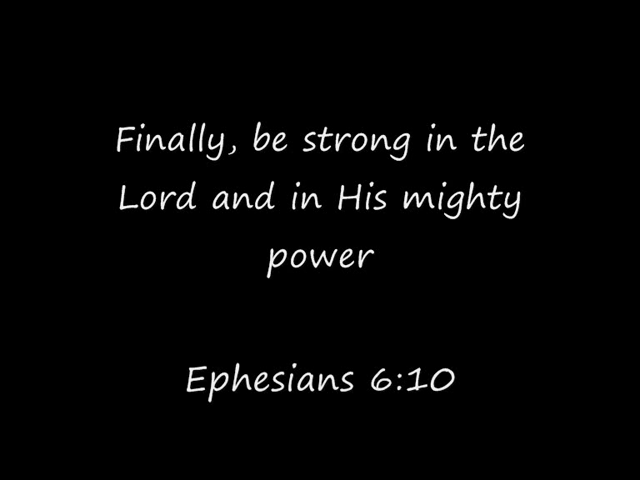 Finally, be strong in the
Lord and in His mighty
power
Ephesians 6:10